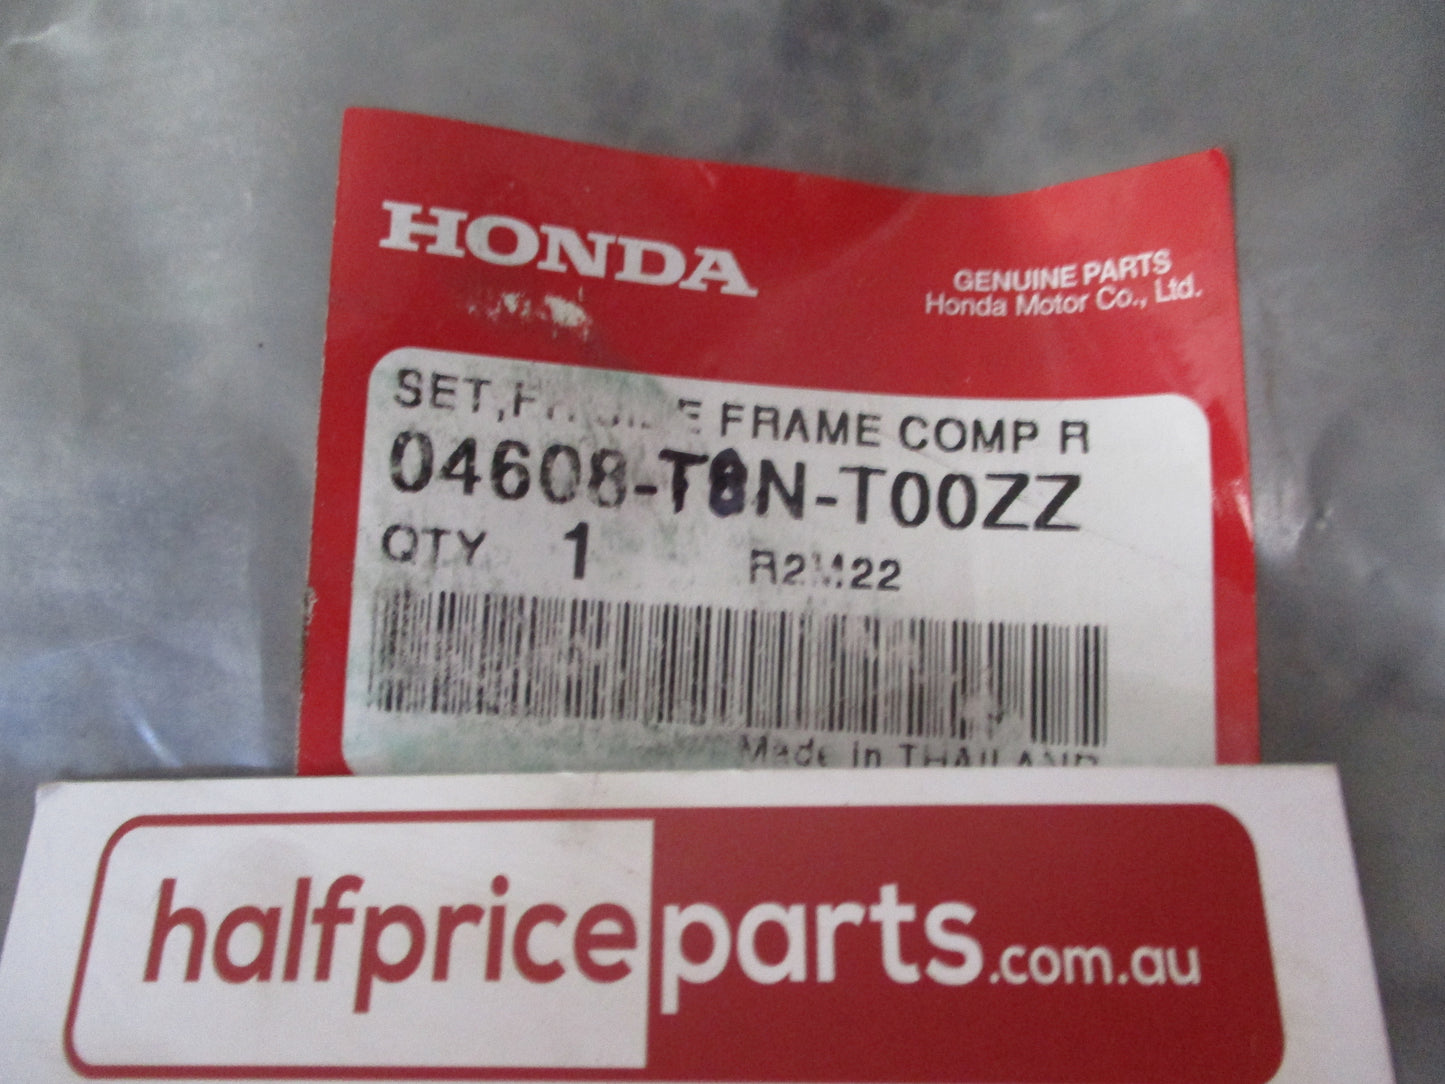 HONDA
GENUINE PARTS
Honda Motor Co., Ltd.
FRAME COMP R
04608-T8N-T00ZZ
QTY 1 R2M22
Made in THAILAND
halfpriceparts.com.au